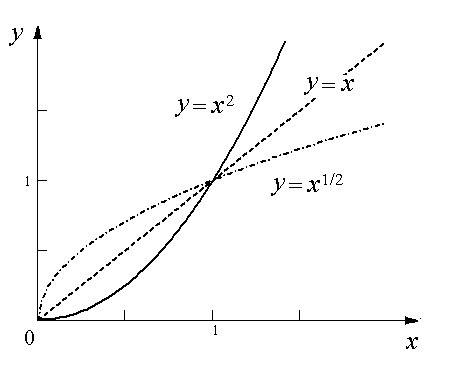 y
y = x²
y = x
1
y = x^{1/2}
0
1
x